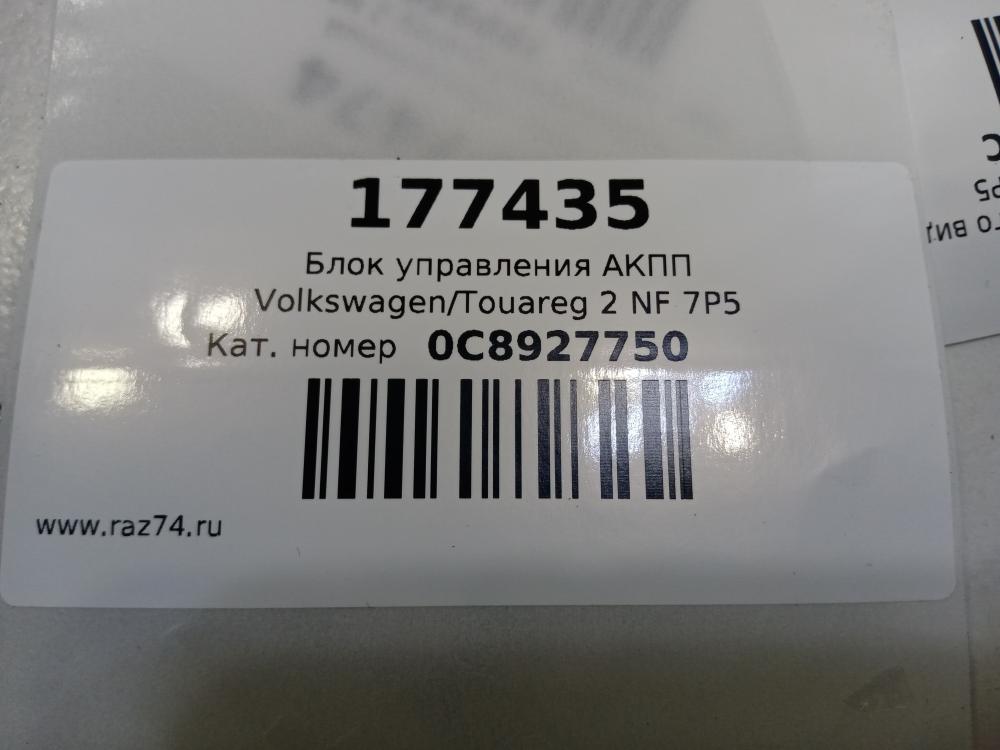 177435
Блок управления АКПП
Volkswagen/Touareg 2 NF 7P5
Кат. номер 0C8927750
www.raz74.ru